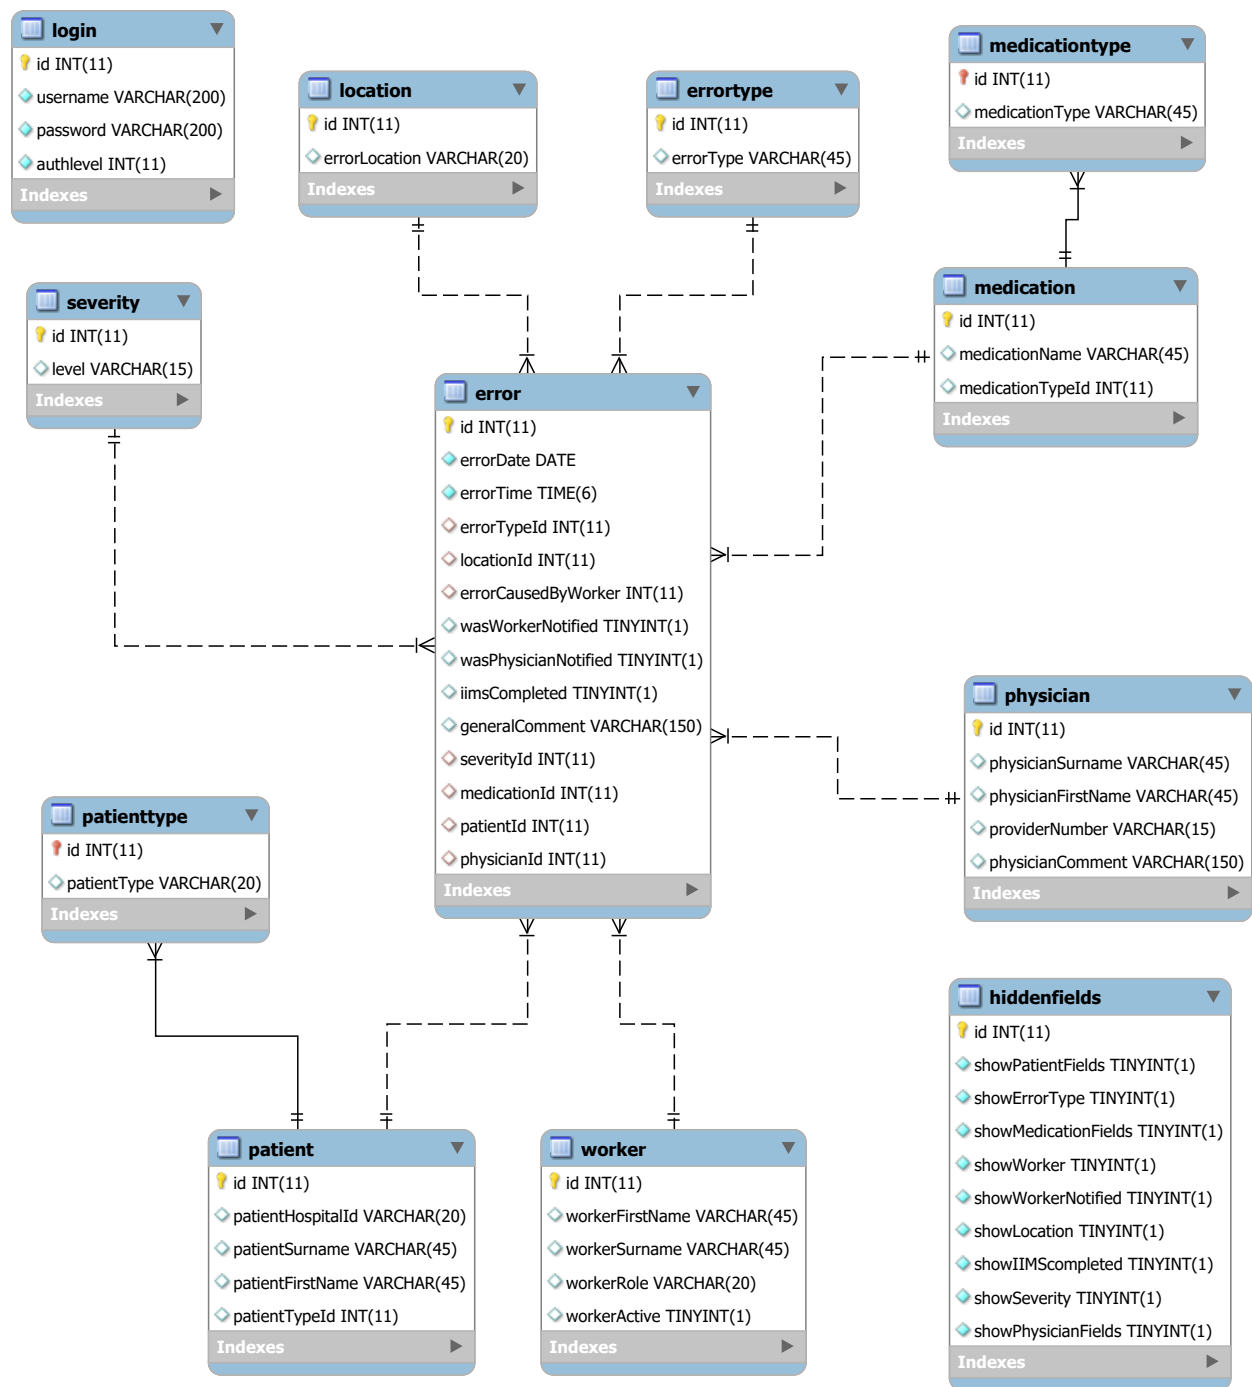 login
id INT(11)
username VARCHAR(200)
password VARCHAR(200)
authlevel INT(11)
Indexes
location
id INT(11)
errorLocation VARCHAR(20)
Indexes
errortype
id INT(11)
errorType VARCHAR(45)
Indexes
medicationtype
id INT(11)
medicationType VARCHAR(45)
Indexes
severity
id INT(11)
level VARCHAR(15)
Indexes
medication
id INT(11)
medicationName VARCHAR(45)
medicationTypeId INT(11)
Indexes
error
id INT(11)
errorDate DATE
errorTime TIME(6)
errorTypeId INT(11)
locationId INT(11)
errorCausedByWorker INT(11)
wasWorkerNotified TINYINT(1)
wasPhysicianNotified TINYINT(1)
iimsCompleted TINYINT(1)
generalComment VARCHAR(150)
severityId INT(11)
medicationId INT(11)
patientId INT(11)
physicianId INT(11)
Indexes
physician
id INT(11)
physicianSurname VARCHAR(45)
physicianFirstName VARCHAR(45)
providerNumber VARCHAR(15)
physicianComment VARCHAR(150)
Indexes
patienttype
id INT(11)
patientType VARCHAR(20)
Indexes
patient
id INT(11)
patientHospitalId VARCHAR(20)
patientSurname VARCHAR(45)
patientFirstName VARCHAR(45)
patientTypeId INT(11)
Indexes
worker
id INT(11)
workerFirstName VARCHAR(45)
workerSurname VARCHAR(45)
workerRole VARCHAR(20)
workerActive TINYINT(1)
Indexes
hiddenfields
id INT(11)
showPatientFields TINYINT(1)
showErrorType TINYINT(1)
showMedicationFields TINYINT(1)
showWorker TINYINT(1)
showWorkerNotified TINYINT(1)
showLocation TINYINT(1)
showIIMScompleted TINYINT(1)
showSeverity TINYINT(1)
showPhysicianFields TINYINT(1)
Indexes